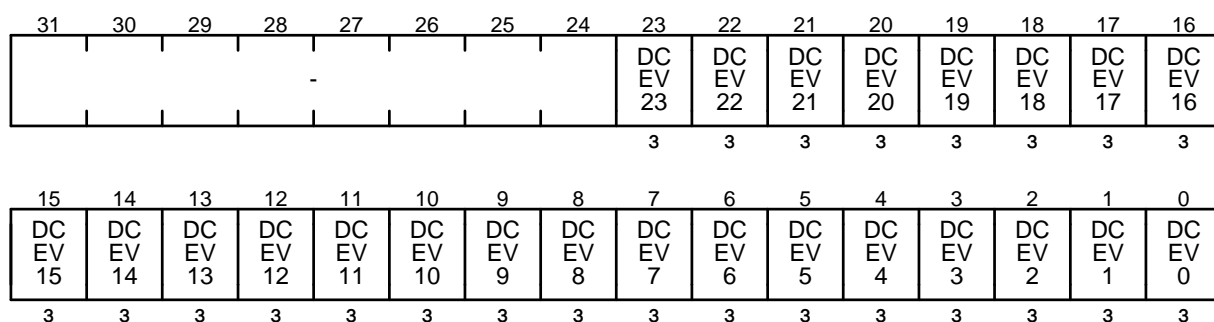 31 30 29 28 27 26 25 24 23 22 21 20 19 18 17 16
- DC DC DC DC DC DC DC DC
EV EV EV EV EV EV EV EV
23 22 21 20 19 18 17 16
3 3 3 3 3 3 3 3
15 14 13 12 11 10 9 8 7 6 5 4 3 2 1 0
DC DC DC DC DC DC DC DC DC DC DC DC DC DC DC DC
EV EV EV EV EV EV EV EV EV EV EV EV EV EV EV EV
15 14 13 12 11 10 9 8 7 6 5 4 3 2 1 0
3 3 3 3 3 3 3 3 3 3 3 3 3 3 3 3